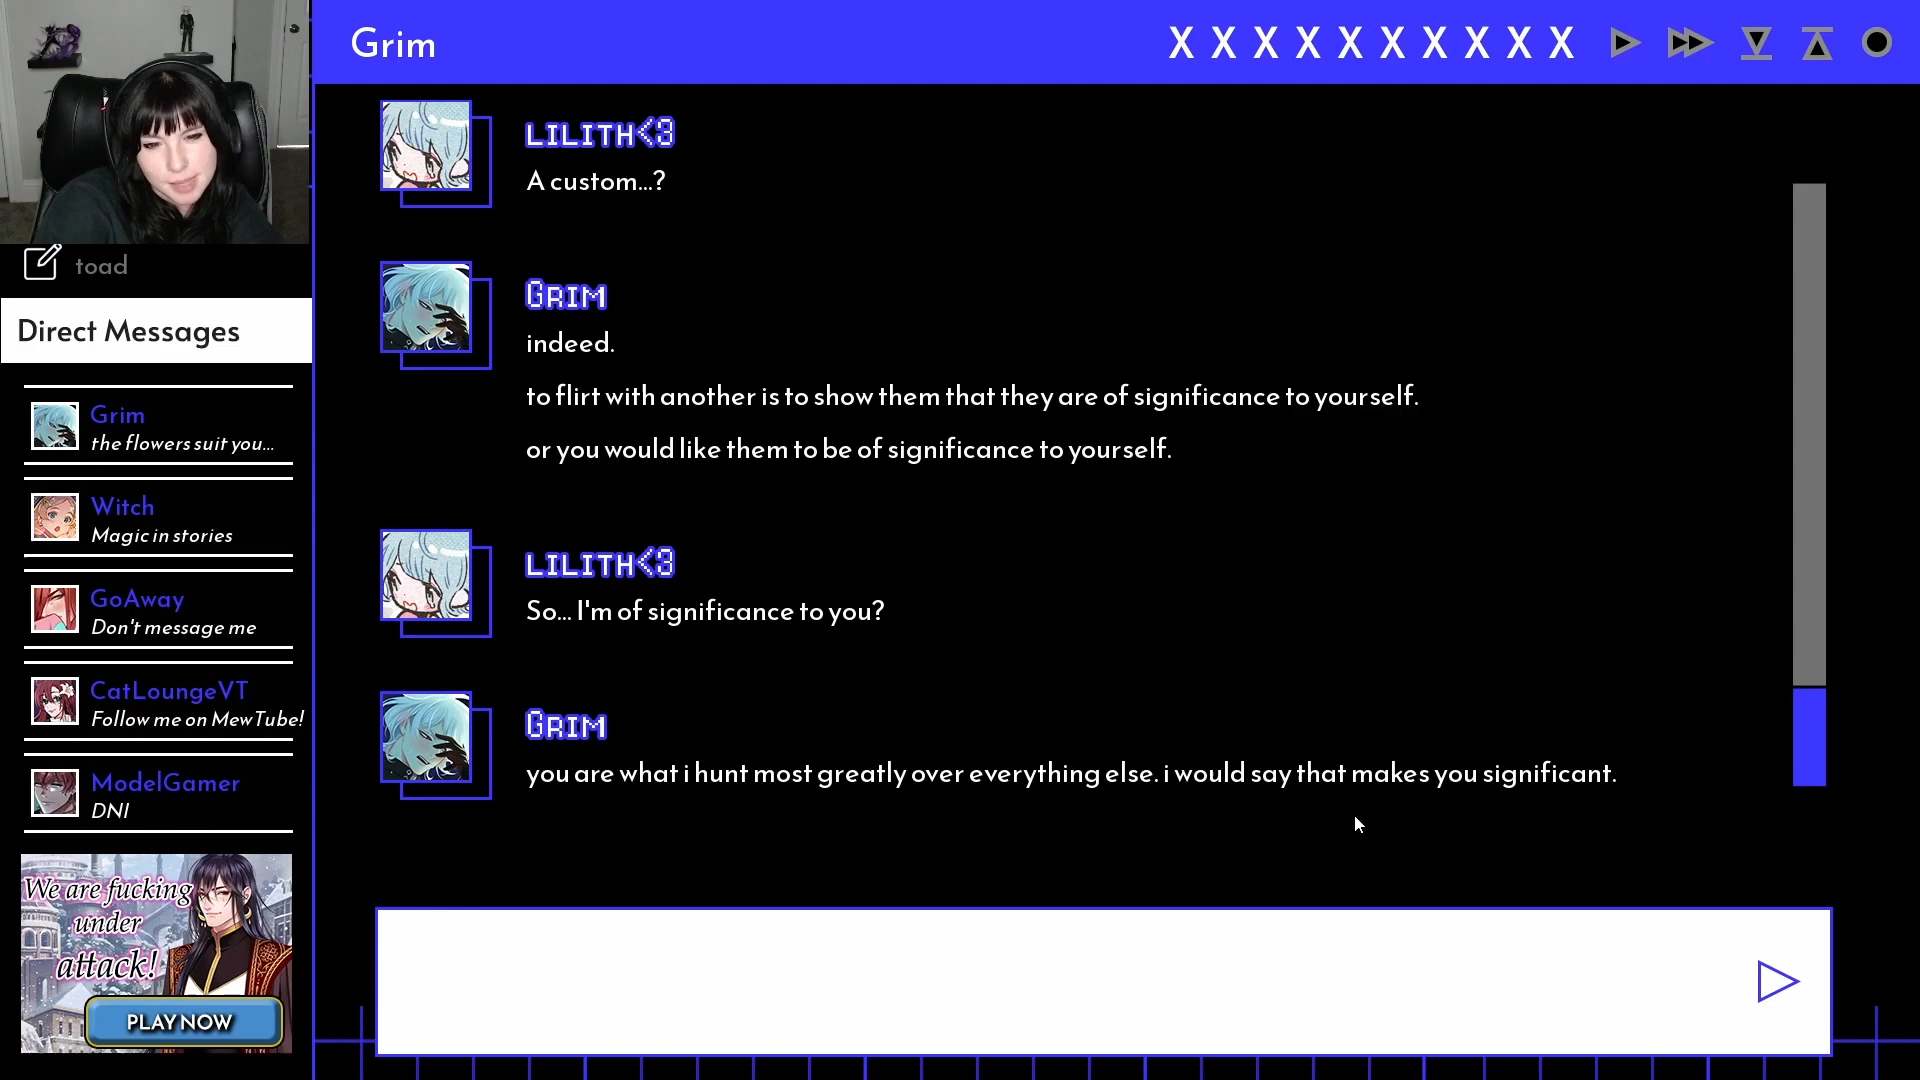 Grim
X X X X X X X X X X
toad
Direct Messages
Grim
the flowers suit you...
Witch
Magic in stories
GoAway
Don't message me
CatLoungeVT
Follow me on MewTube!
ModelGamer
DNI
We are fucking
under
attack!
PLAY NOW
LILITH<3
A custom...?
GRIM
indeed.
to flirt with another is to show them that they are of significance to yourself.
or you would like them to be of significance to yourself.
LILITH<3
So... I'm of significance to you?
GRIM
you are what i hunt most greatly over everything else. i would say that makes you significant.